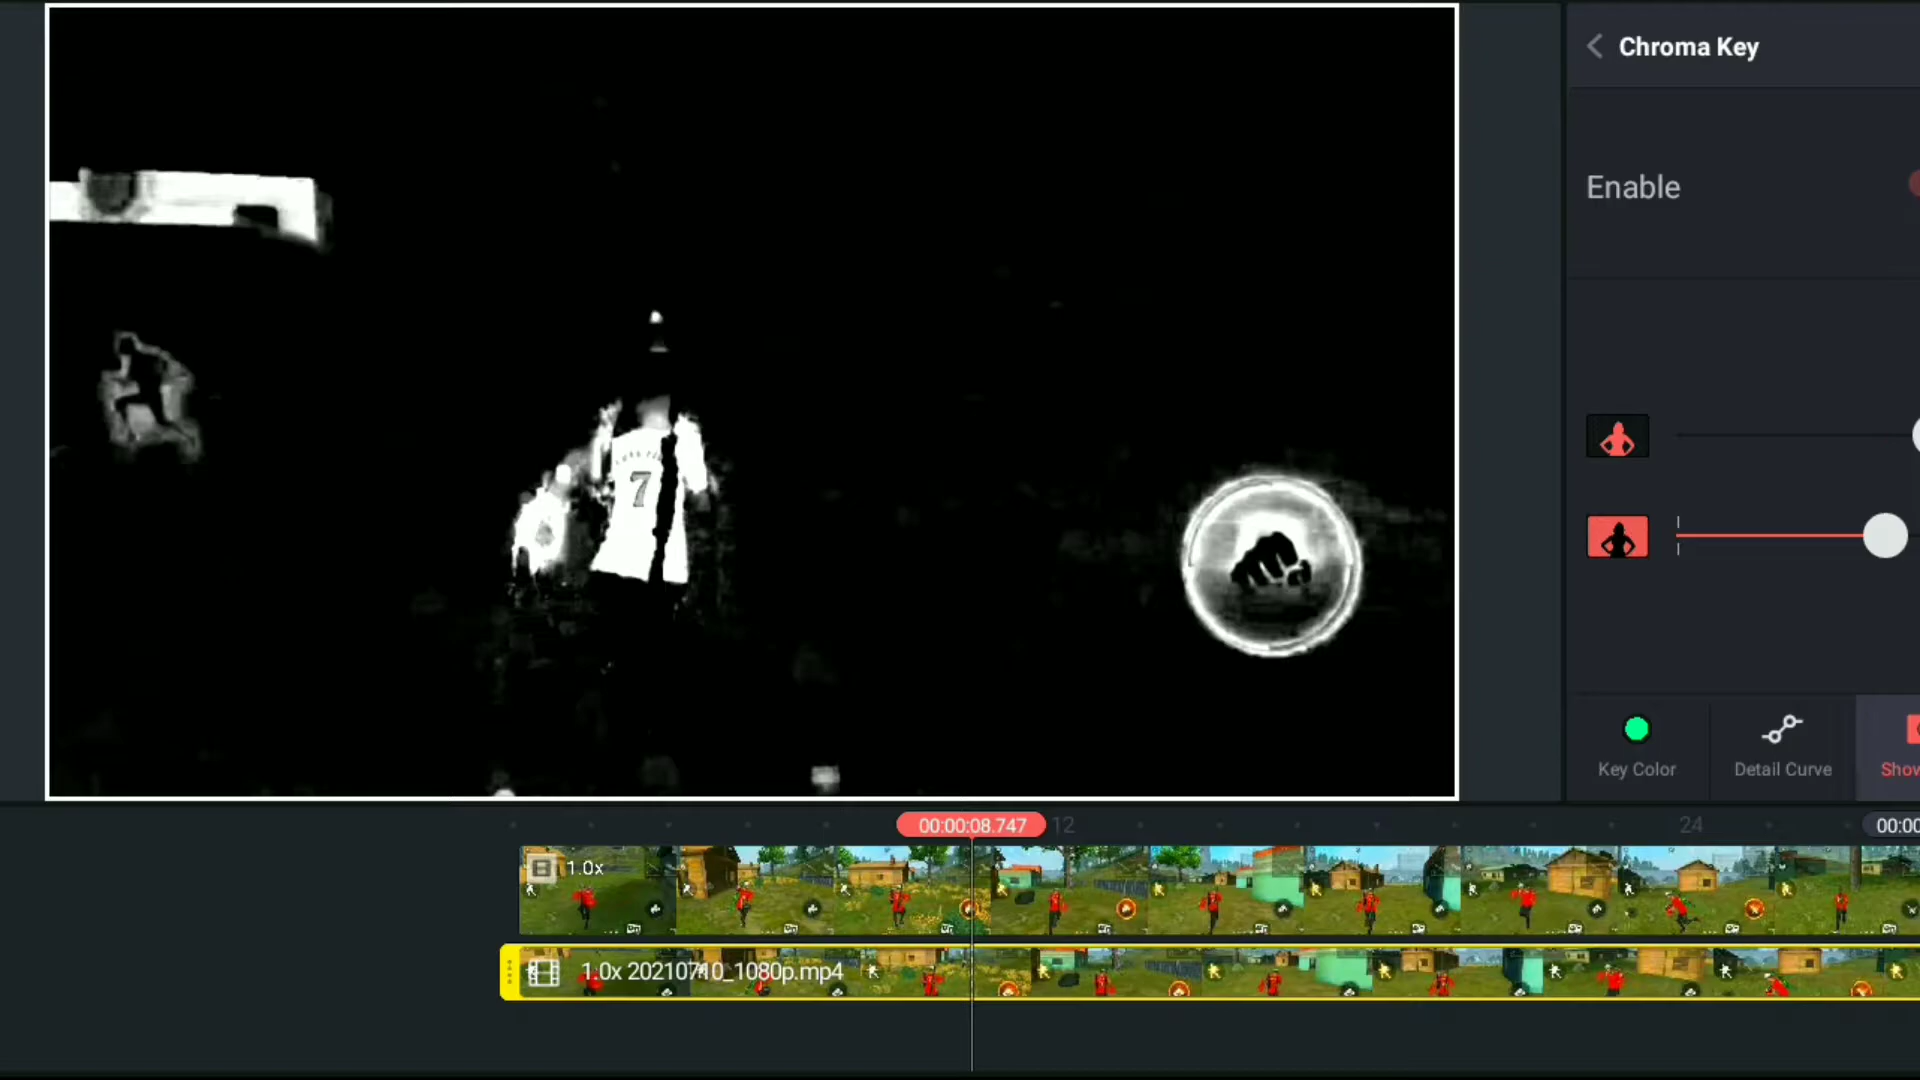 Chroma Key
Enable
7
Key Color
Detail Curve
Show
00:00:08.747
12
24
00:00
1.0x
1.0x 20210710_1080p.mp4